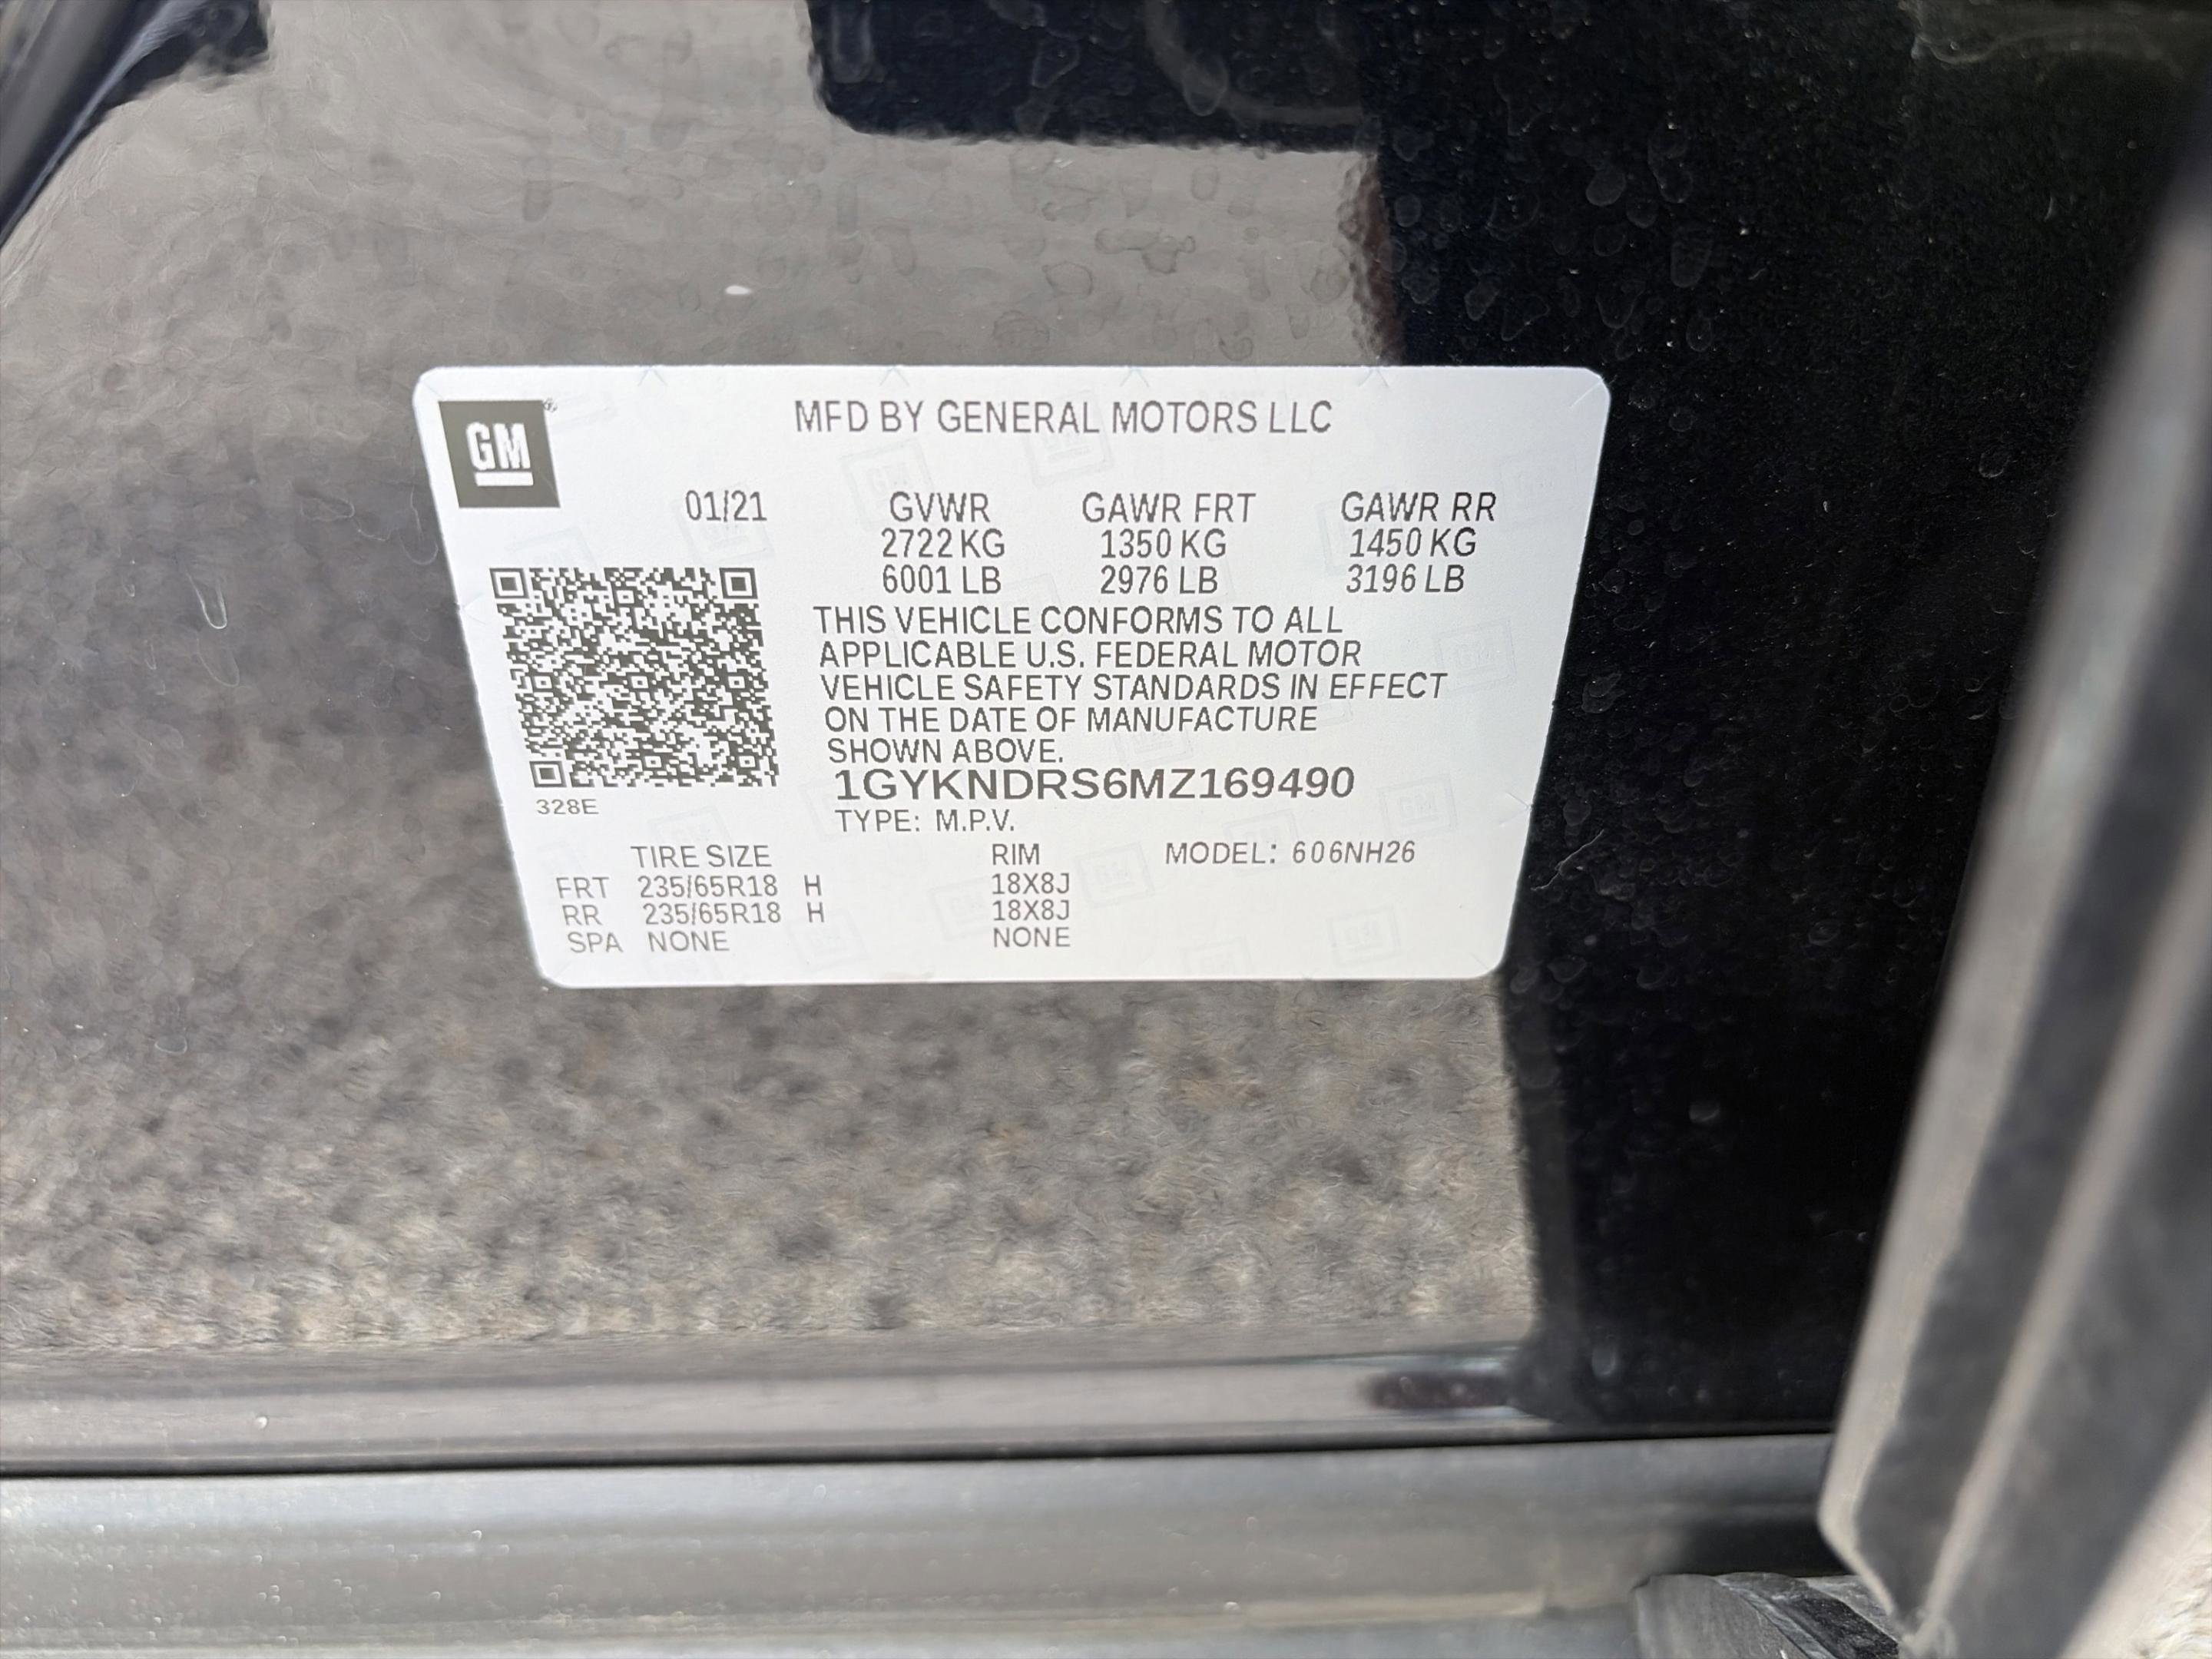 GM
MFD BY GENERAL MOTORS LLC
01/21 GVWR GAWR FRT GAWR RR
2722 KG 1350 KG 1450 KG
6001 LB 2976 LB 3196 LB
THIS VEHICLE CONFORMS TO ALL
APPLICABLE U.S. FEDERAL MOTOR
VEHICLE SAFETY STANDARDS IN EFFECT
ON THE DATE OF MANUFACTURE
SHOWN ABOVE.
1GYKNDRS6MZ169490
328E
TYPE: M.P.V.
TIRE SIZE RIM MODEL: 606NH26
FRT 235/65R18 H 18X8J
RR 235/65R18 H 18X8J
SPA NONE NONE